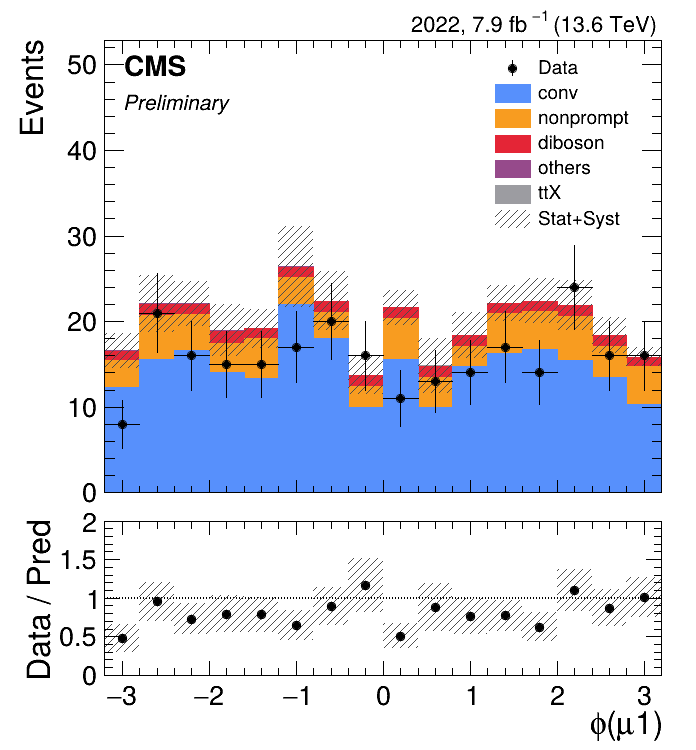 2022, 7.9 fb⁻¹ (13.6 TeV)
Events
CMS
Preliminary
Data
conv
nonprompt
diboson
others
ttX
Stat+Syst
50
40
30
20
10
0
Data / Pred
2
1.5
1
0.5
0
−3 −2 −1 0 1 2 3
ϕ(μ1)